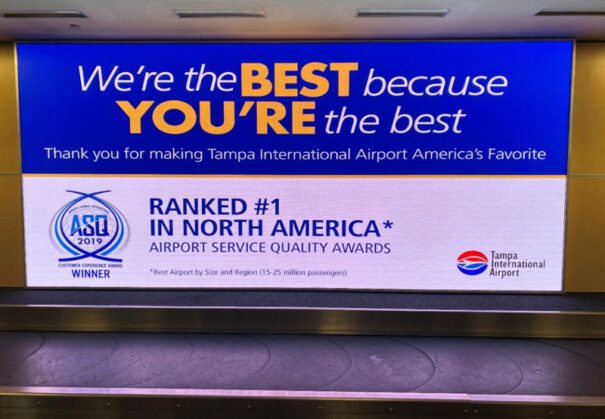 We're the BEST because
YOU'RE the best
Thank you for making Tampa International Airport America's Favorite
ASQ
2019
CUSTOMER EXPERIENCE AWARD
WINNER
RANKED #1
IN NORTH AMERICA*
AIRPORT SERVICE QUALITY AWARDS
*Best Airport by Size and Region (15-25 million passengers)
Tampa
International
Airport